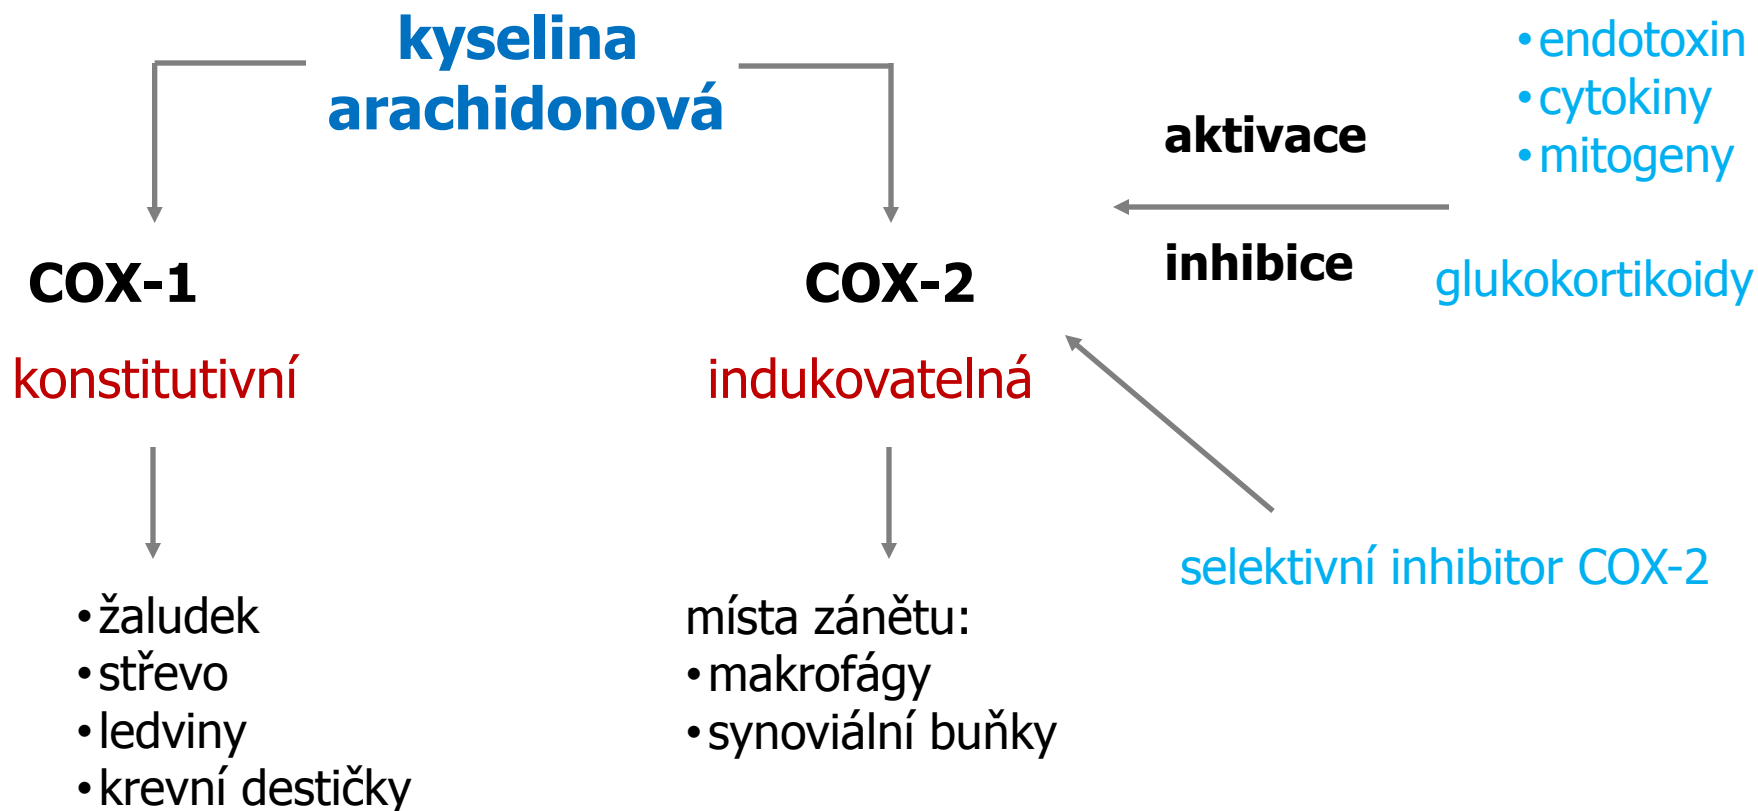 kyselina
arachidonová
•endotoxin
•cytokiny
•mitogeny
aktivace
inhibice
glukokortikoidy
COX-1
COX-2
konstitutivní
indukovatelná
selektivní inhibitor COX-2
•žaludek
•střevo
•ledviny
•krevní destičky
místa zánětu:
•makrofágy
•synoviální buňky